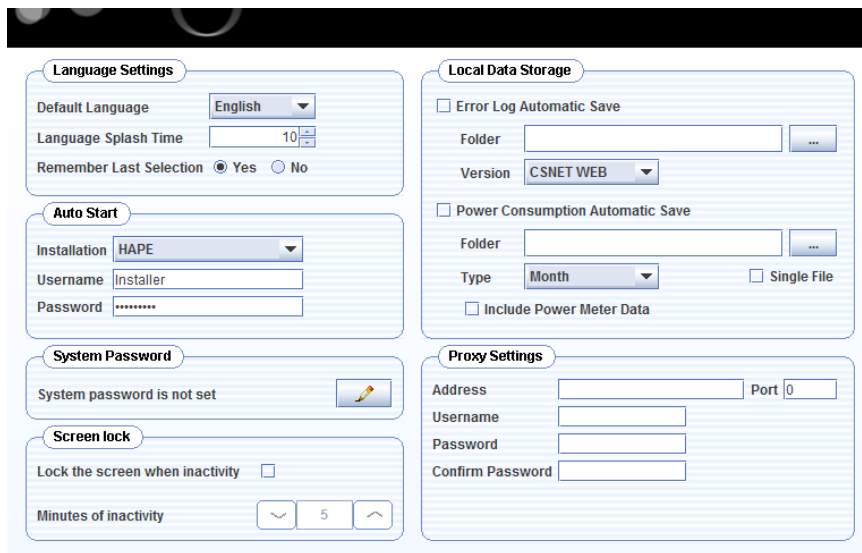 Language Settings
Default Language English
Language Splash Time 10
Remember Last Selection Yes No
Auto Start
Installation HAPE
Username Installer
Password •••••••••
System Password
System password is not set
Screen lock
Lock the screen when inactivity
Minutes of inactivity 5
Local Data Storage
Error Log Automatic Save
Folder ...
Version CSNET WEB
Power Consumption Automatic Save
Folder ...
Type Month Single File
Include Power Meter Data
Proxy Settings
Address Port 0
Username
Password
Confirm Password